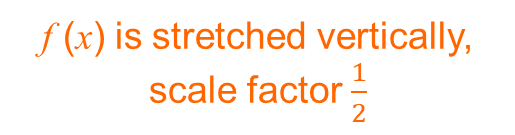 f (x) is stretched vertically,
scale factor 1/2